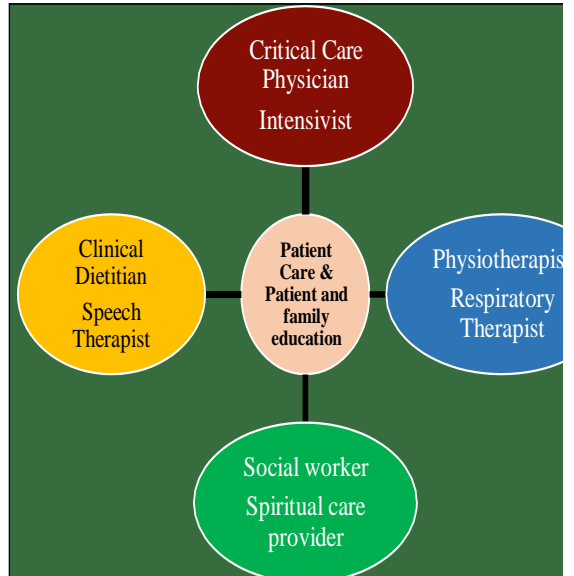 Critical Care
Physician
Intensivist
Clinical
Dietitian
Speech
Therapist
Patient
Care &
Patient and
family
education
Physiotherapis
Respiratory
Therapist
Social worker
Spiritual care
provider